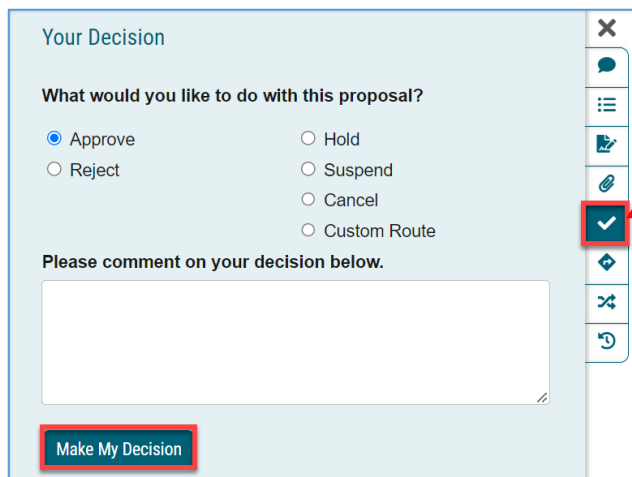 Your Decision
What would you like to do with this proposal?
Approve
Hold
Reject
Suspend
Cancel
Custom Route
Please comment on your decision below.
Make My Decision